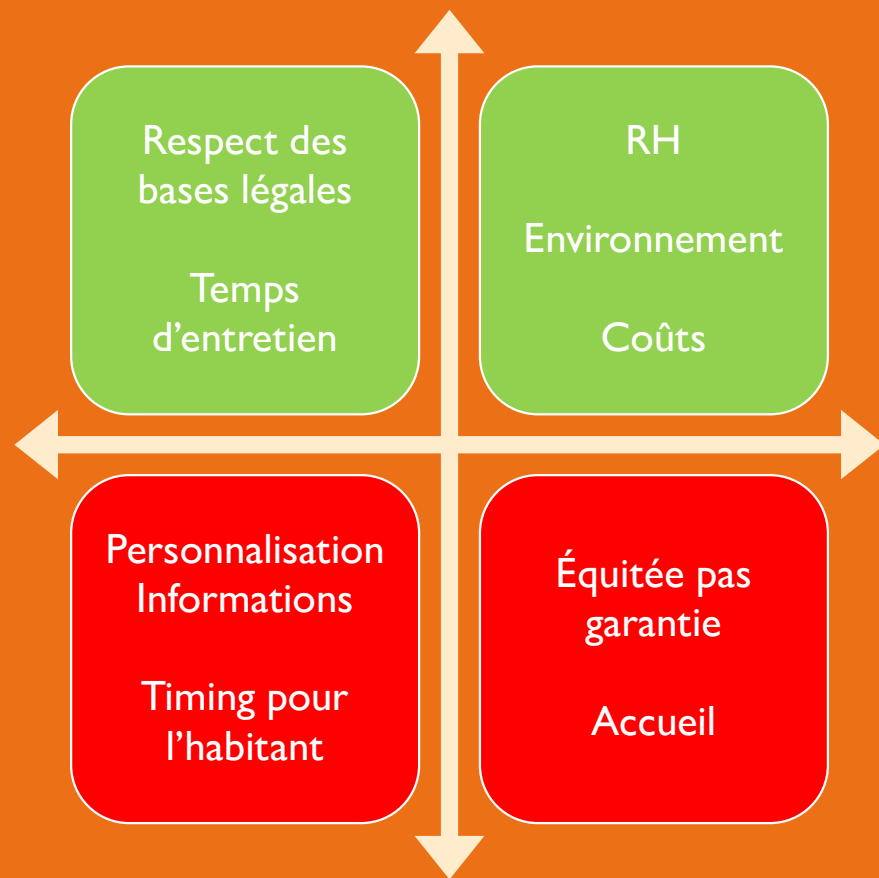 Respect des
bases légales
Temps
d'entretien
RH
Environnement
Coûts
Personnalisation
Informations
Timing pour
l'habitant
Équitée pas
garantie
Accueil